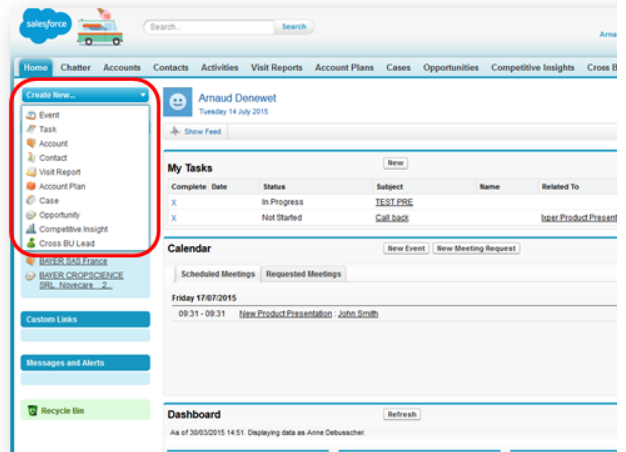 salesforce
Search...
Search
Arna
Home Chatter Accounts Contacts Activities Visit Reports Account Plans Cases Opportunities Competitive Insights Cross B
Create New...
Event
Task
Account
Contact
Visit Report
Account Plan
Case
Opportunity
Competitive Insight
Cross BU Lead
BAYER SAS France
BAYER CROPSCIENCE
SRL_Novecare__2...
Custom Links
Messages and Alerts
Recycle Bin
Arnaud Denewet
Tuesday 14 July 2015
Show Feed
My Tasks New
Complete Date Status Subject Name Related To
X In Progress TEST PRE
X Not Started Call back Ixper Product Present
Calendar New Event New Meeting Request
Scheduled Meetings Requested Meetings
Friday 17/07/2015
09:31 - 09:31 New Product Presentation : John Smith
Dashboard Refresh
As of 30/03/2015 14:51. Displaying data as Anne Debusscher.